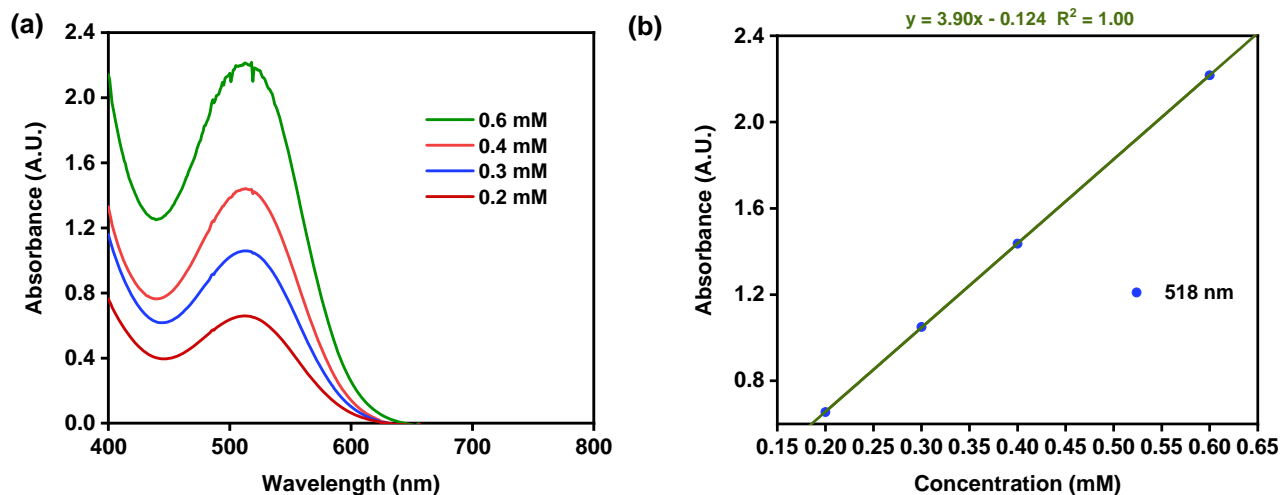 (a)
2.4
2.0
1.6
1.2
0.8
0.4
0.0
Absorbance (A.U.)
400 500 600 700 800
Wavelength (nm)
0.6 mM
0.4 mM
0.3 mM
0.2 mM
(b)
y = 3.90x - 0.124 R² = 1.00
2.4
2.0
1.6
1.2
0.8
Absorbance (A.U.)
0.15 0.20 0.25 0.30 0.35 0.40 0.45 0.50 0.55 0.60 0.65
Concentration (mM)
518 nm